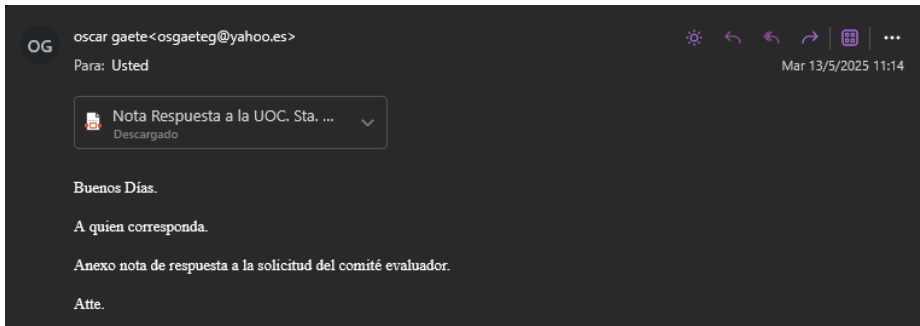 OG
oscar gaete<osgaeteg@yahoo.es>
Para: Usted
Mar 13/5/2025 11:14
Nota Respuesta a la UOC. Sta. ...
Descargado
Buenos Días.
A quien corresponda.
Anexo nota de respuesta a la solicitud del comité evaluador.
Atte.